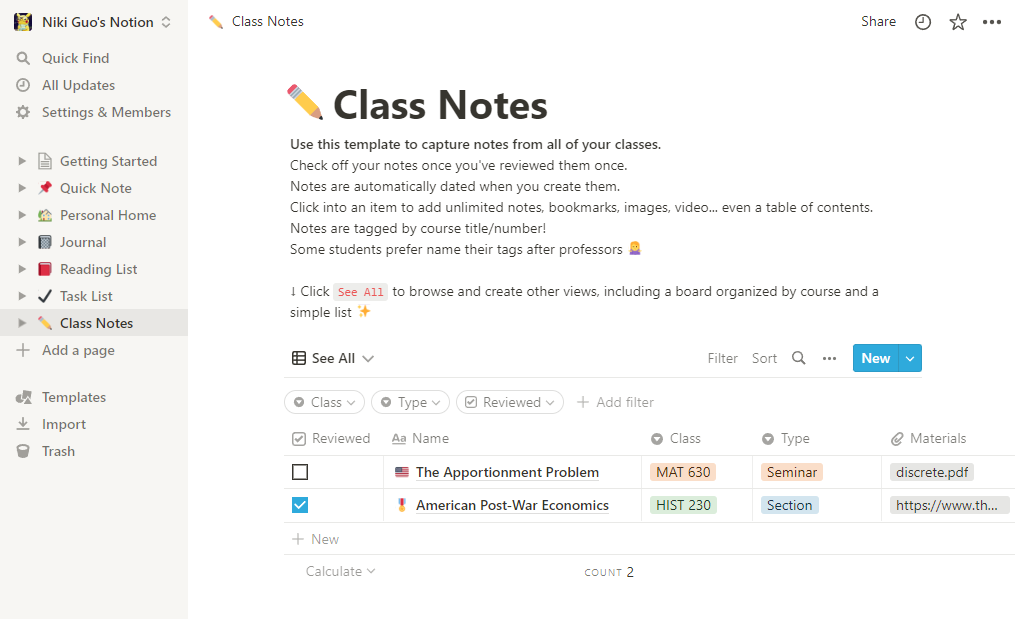 Niki Guo's Notion
Quick Find
All Updates
Settings & Members
Getting Started
Quick Note
Personal Home
Journal
Reading List
Task List
Class Notes
Add a page
Templates
Import
Trash
Class Notes
Share
Class Notes
Use this template to capture notes from all of your classes.
Check off your notes once you've reviewed them once.
Notes are automatically dated when you create them.
Click into an item to add unlimited notes, bookmarks, images, video... even a table of contents.
Notes are tagged by course title/number!
Some students prefer name their tags after professors
↓ Click See All to browse and create other views, including a board organized by course and a
simple list
See All Filter Sort New
Class Type Reviewed Add filter
Reviewed Aa Name Class Type Materials
The Apportionment Problem MAT 630 Seminar discrete.pdf
American Post-War Economics HIST 230 Section https://www.th...
New
Calculate COUNT 2